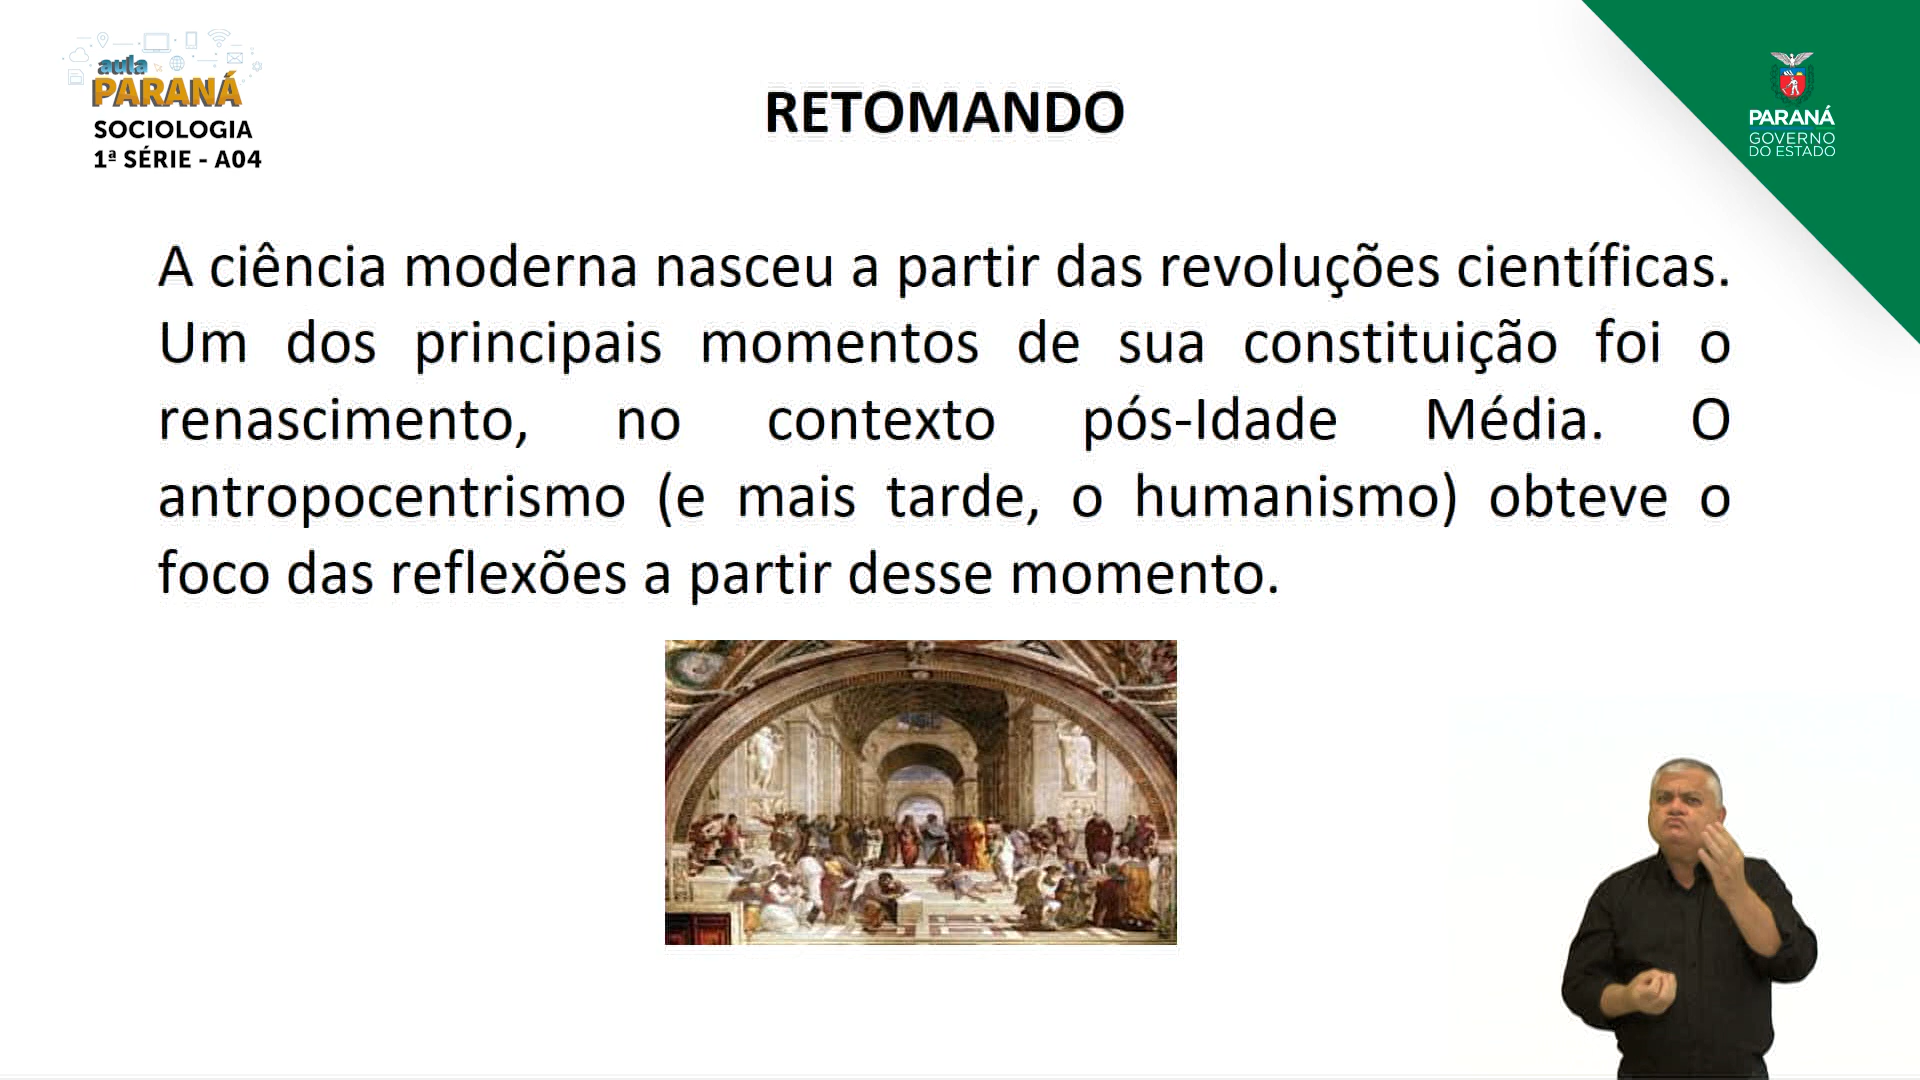 aula
PARANÁ
SOCIOLOGIA
1ª SÉRIE - A04
RETOMANDO
PARANÁ
GOVERNO
DO ESTADO
A ciência moderna nasceu a partir das revoluções científicas.
Um dos principais momentos de sua constituição foi o
renascimento, no contexto pós-Idade Média. O
antropocentrismo (e mais tarde, o humanismo) obteve o
foco das reflexões a partir desse momento.